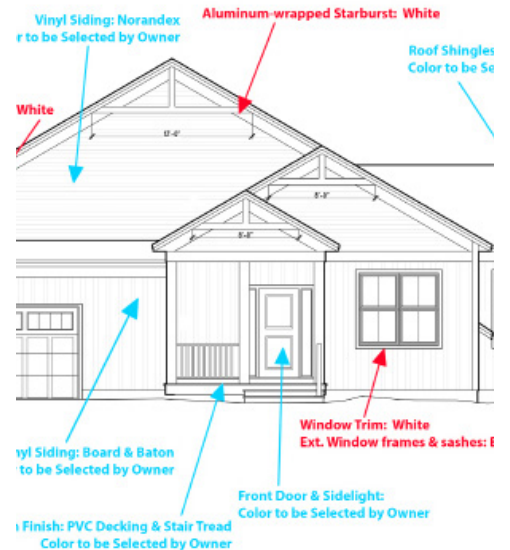 Vinyl Siding: Norandex
r to be Selected by Owner
Aluminum-wrapped Starburst: White
Roof Shingles
Color to be Se
White
12'-0"
8'-0"
nyl Siding: Board & Baton
to be Selected by Owner
Window Trim: White
Ext. Window frames & sashes: B
Front Door & Sidelight:
Color to be Selected by Owner
Finish: PVC Decking & Stair Tread
Color to be Selected by Owner